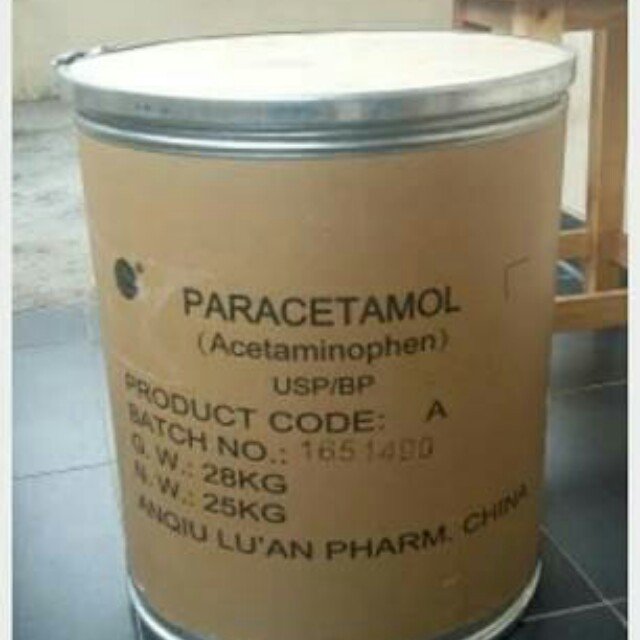 PARACETAMOL
(Acetaminophen)
USP/BP
PRODUCT CODE: A
BATCH NO.: 1651400
G. W.: 28KG
N. W.: 25KG
ANQIU LU'AN PHARM. CHINA